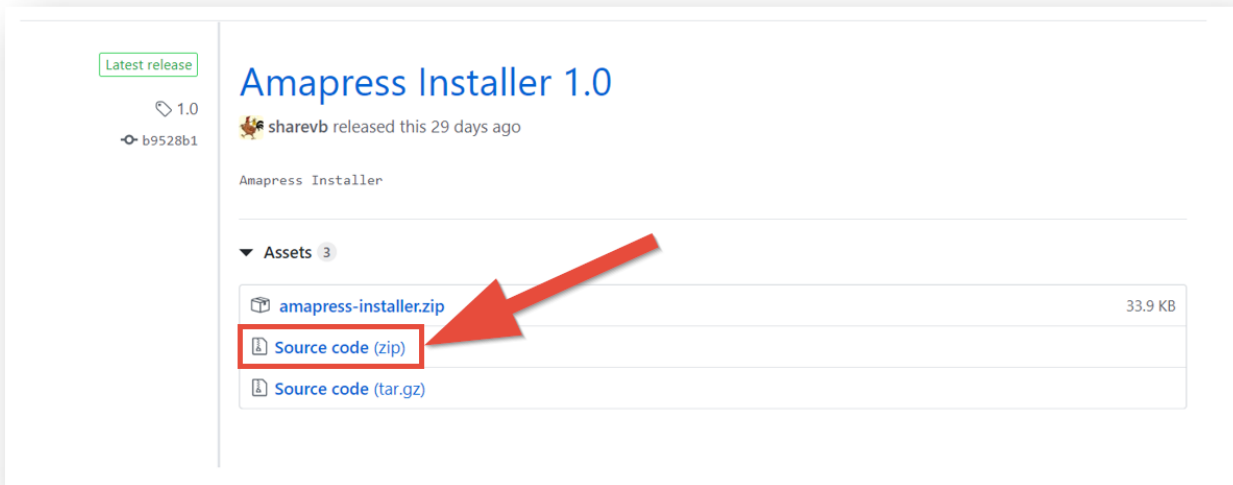 Latest release
1.0
b9528b1
Amapress Installer 1.0
sharevb released this 29 days ago
Amapress Installer
Assets 3
amapress-installer.zip 33.9 KB
Source code (zip)
Source code (tar.gz)